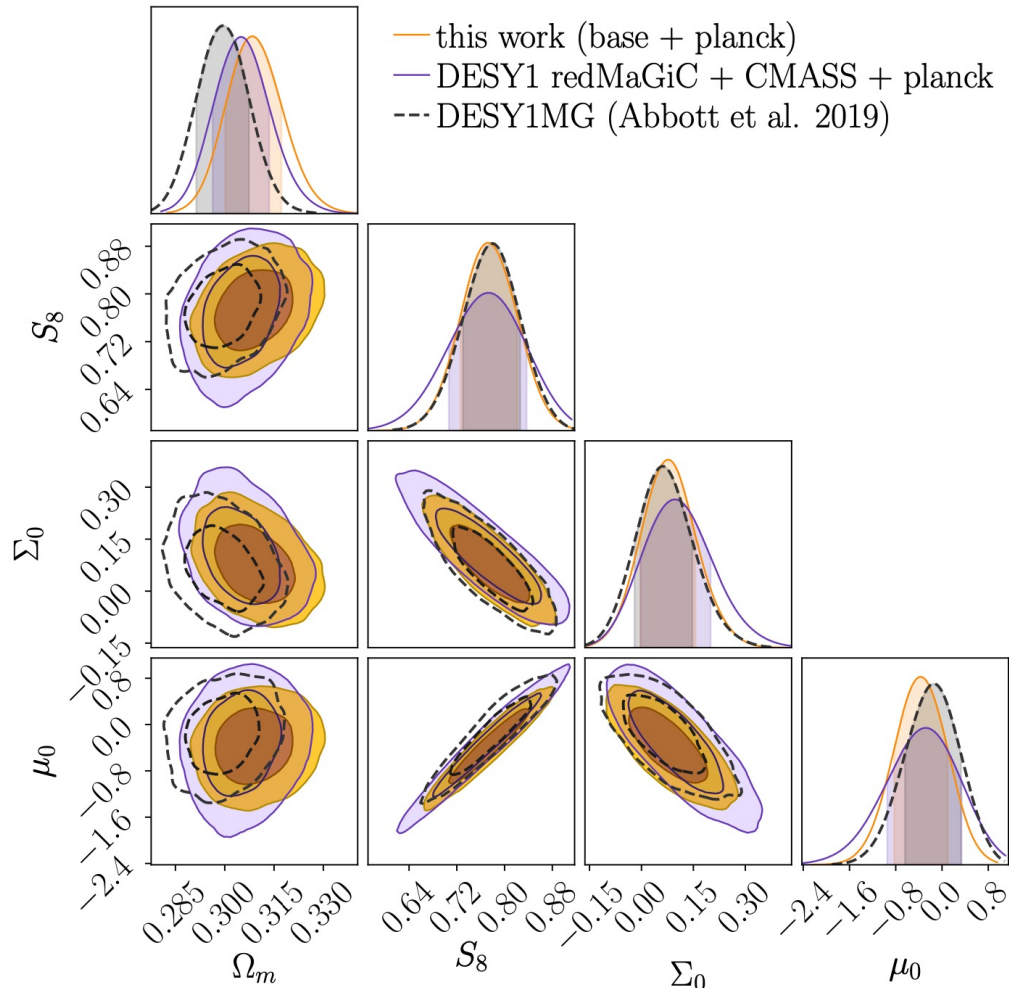 this work (base + planck)
DESY1 redMaGiC + CMASS + planck
DESY1MG (Abbott et al. 2019)
S₈
0.88
0.80
0.72
0.64
Σ₀
0.30
0.15
0.00
−0.15
μ₀
0.8
0.0
−0.8
−1.6
−2.4
0.285 0.300 0.315 0.330
0.64 0.72 0.80 0.88
−0.15 0.00 0.15 0.30
−2.4 −1.6 −0.8 0.0 0.8
Ωₘ S₈ Σ₀ μ₀